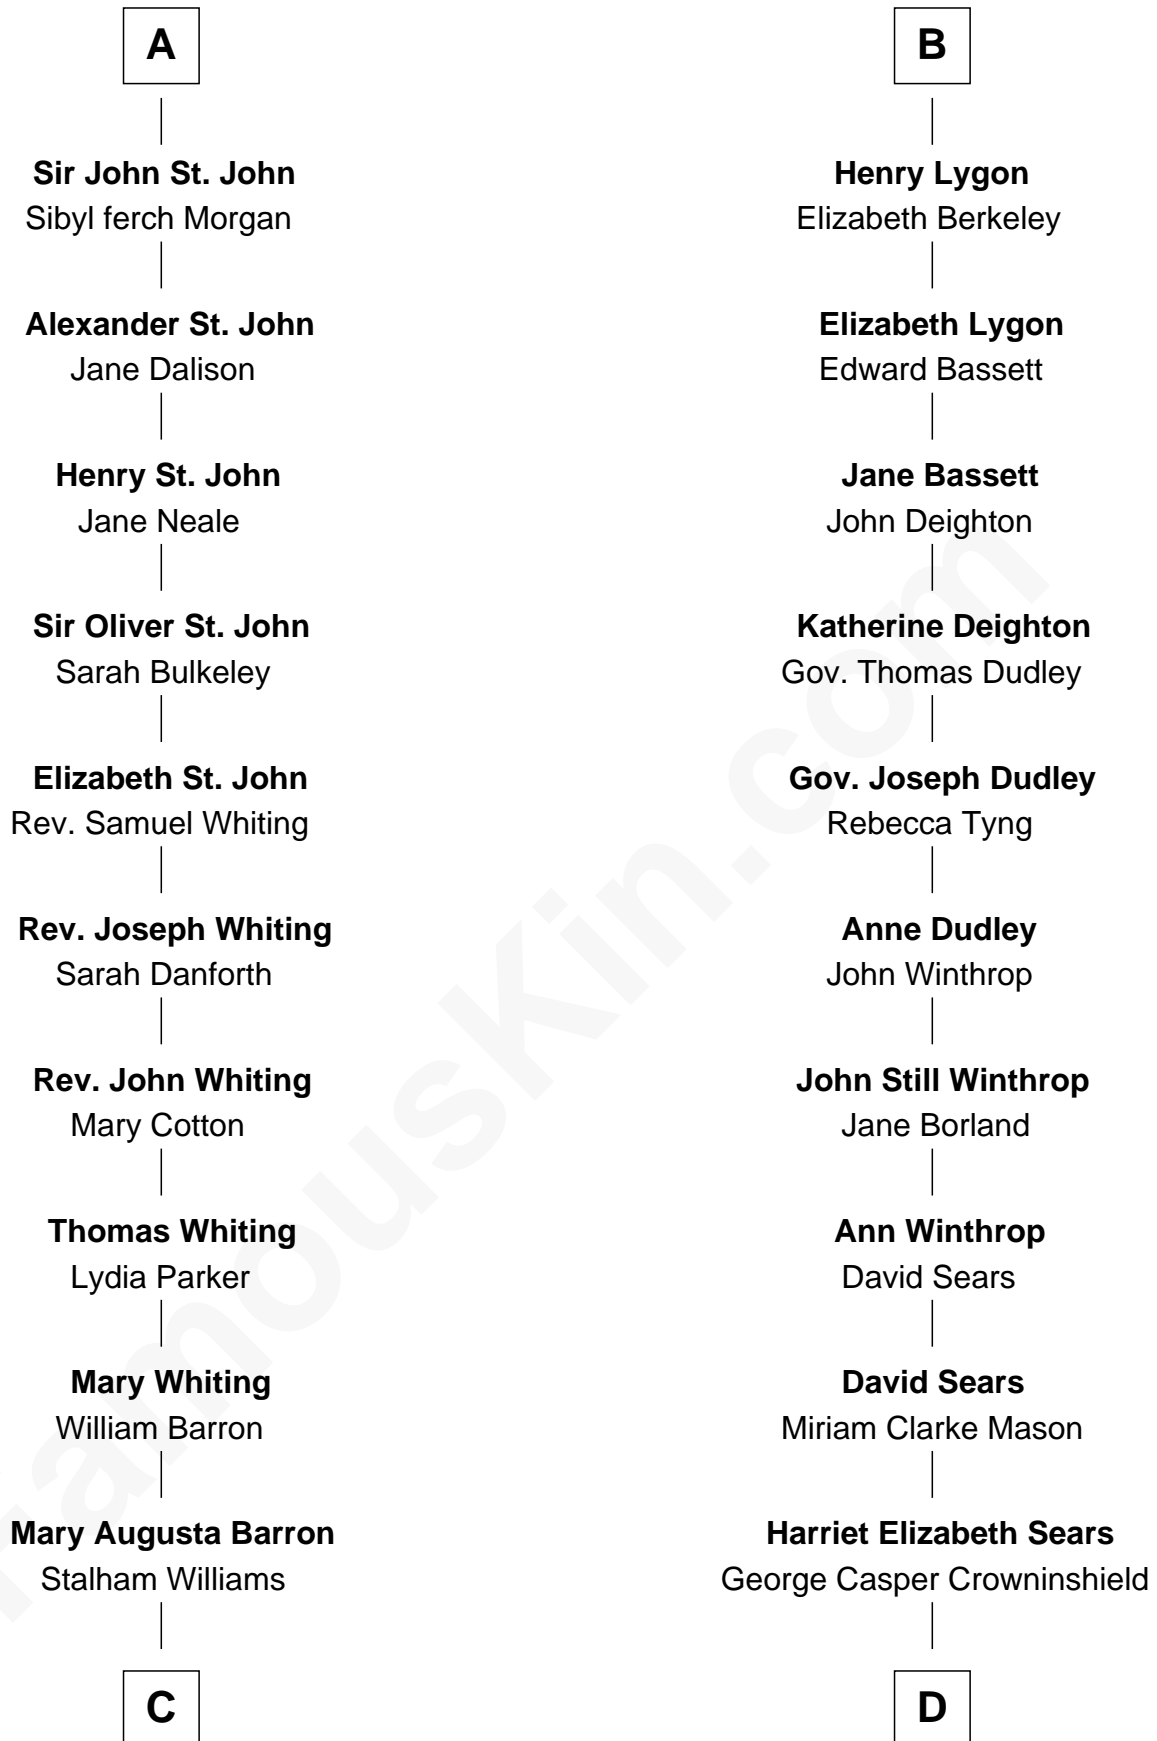 A
Sir John St. John
Sibyl ferch Morgan
Alexander St. John
Jane Dalison
Henry St. John
Jane Neale
Sir Oliver St. John
Sarah Bulkeley
Elizabeth St. John
Rev. Samuel Whiting
Rev. Joseph Whiting
Sarah Danforth
Rev. John Whiting
Mary Cotton
Thomas Whiting
Lydia Parker
Mary Whiting
William Barron
Mary Augusta Barron
Stalham Williams
C
B
Henry Lygon
Elizabeth Berkeley
Elizabeth Lygon
Edward Bassett
Jane Bassett
John Deighton
Katherine Deighton
Gov. Thomas Dudley
Gov. Joseph Dudley
Rebecca Tyng
Anne Dudley
John Winthrop
John Still Winthrop
Jane Borland
Ann Winthrop
David Sears
David Sears
Miriam Clarke Mason
Harriet Elizabeth Sears
George Casper Crowninshield
D
FamousKin.com